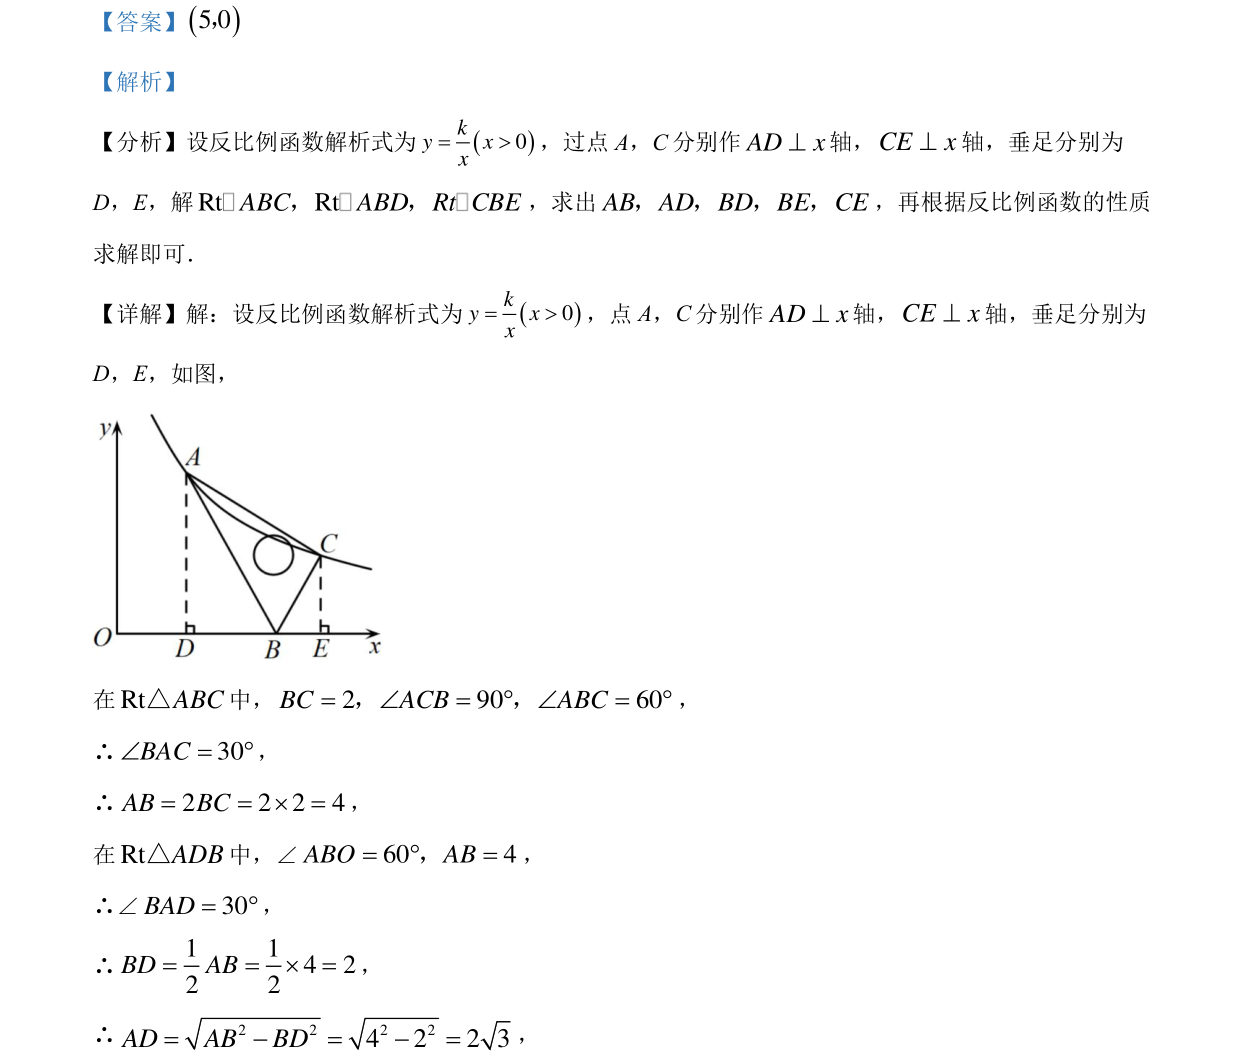 【答案】(5,0)
【解析】
【分析】设反比例函数解析式为 y = k/x (x > 0)，过点 A，C 分别作 AD ⊥ x 轴，CE ⊥ x 轴，垂足分别为
D，E，解 Rt□ABC，Rt□ABD，Rt□CBE，求出 AB，AD，BD，BE，CE，再根据反比例函数的性质
求解即可．
【详解】解：设反比例函数解析式为 y = k/x (x > 0)，点 A，C 分别作 AD ⊥ x 轴，CE ⊥ x 轴，垂足分别为
D，E，如图，
y
A
C
O
D
B
E
x
在 Rt△ABC 中，BC = 2，∠ACB = 90°，∠ABC = 60°，
∴ ∠BAC = 30°，
∴ AB = 2BC = 2×2 = 4，
在 Rt△ADB 中，∠ABO = 60°，AB = 4，
∴ ∠BAD = 30°，
∴ BD = 1/2 AB = 1/2 × 4 = 2，
∴ AD = √(AB² − BD²) = √(4² − 2²) = 2√3，